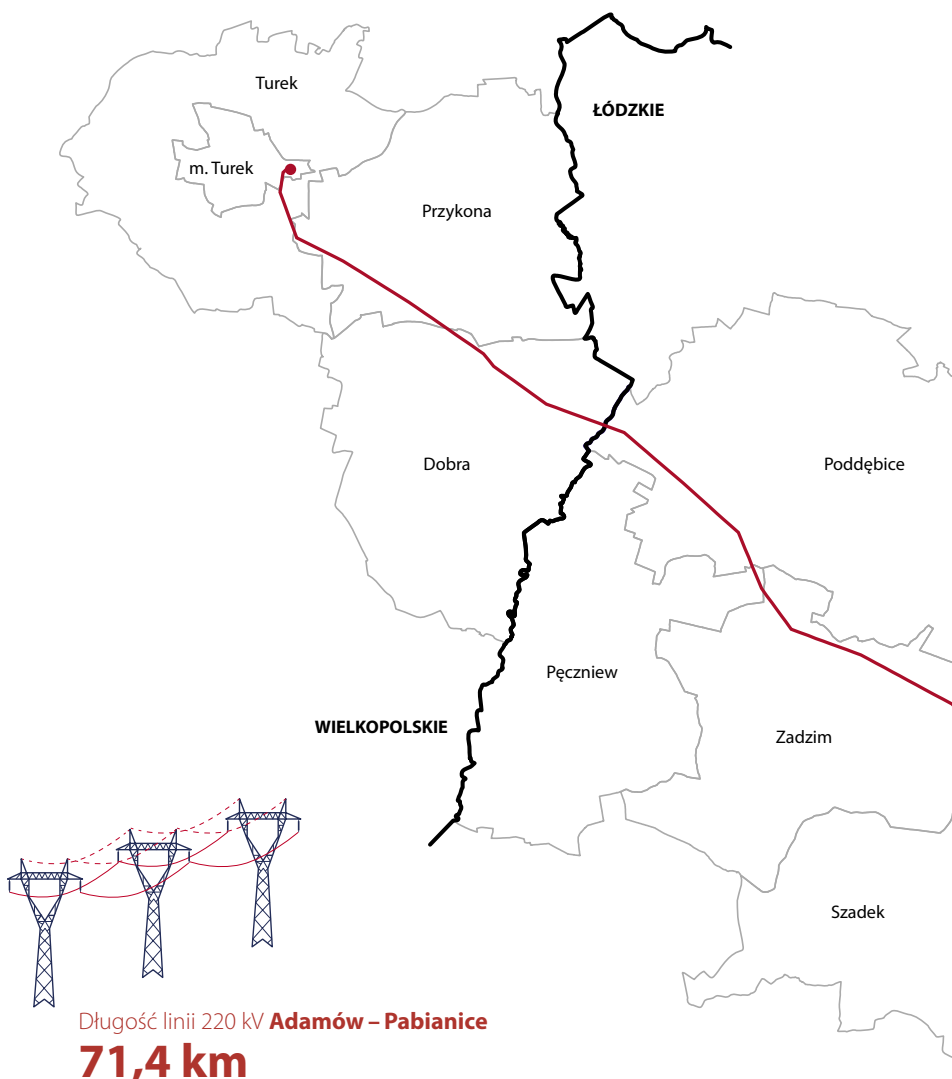 Turek
ŁÓDZKIE
m. Turek
Przykona
Dobra
Poddębice
Pęczniew
WIELKOPOLSKIE
Zadzim
Szadek
Długość linii 220 kV Adamów – Pabianice
71,4 km